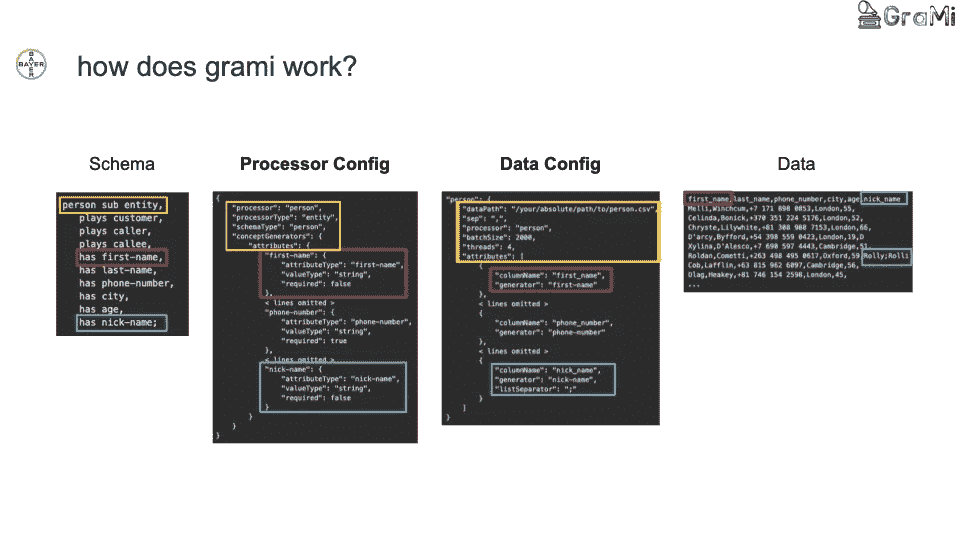 GraMi
BAYER
BAYER
how does grami work?
Schema
Processor Config
Data Config
Data
person sub entity,
plays customer,
plays caller,
plays callee,
has first-name,
has last-name,
has phone-number,
has city,
has age,
has nick-name;
{
"processor": "person",
"processorType": "entity",
"schemaType": "person",
"conceptGenerators": {
"attributes": {
"first-name": {
"attributeType": "first-name",
"valueType": "string",
"required": false
},
< lines omitted >
"phone-number": {
"attributeType": "phone-number",
"valueType": "string",
"required": true
},
< lines omitted >
"nick-name": {
"attributeType": "nick-name",
"valueType": "string",
"required": false
}
}
}
}
"person": {
"dataPath": "/your/absolute/path/to/person.csv",
"sep": ",",
"processor": "person",
"batchSize": 2000,
"threads": 4,
"attributes": [
{
"columnName": "first_name",
"generator": "first-name"
},
< lines omitted >
{
"columnName": "phone_number",
"generator": "phone-number"
},
< lines omitted >
{
"columnName": "nick_name",
"generator": "nick-name",
"listSeparator": ";"
}
]
}
first_name,last_name,phone_number,city,age,nick_name
Melli,Winchcum,+7 171 898 0853,London,55,
Celinda,Bonick,+370 351 224 5176,London,52,
Chryste,Lilywhite,+81 308 988 7153,London,66,
D'arcy,Byfford,+54 398 559 0423,London,19,D
Xylina,D'Alesco,+7 690 597 4443,Cambridge,51,
Roldan,Cometti,+263 498 495 0617,Oxford,59,Rolly;Rolli
Cob,Lafflin,+63 815 962 6097,Cambridge,56,
Olag,Heakey,+81 746 154 2598,London,45,
...